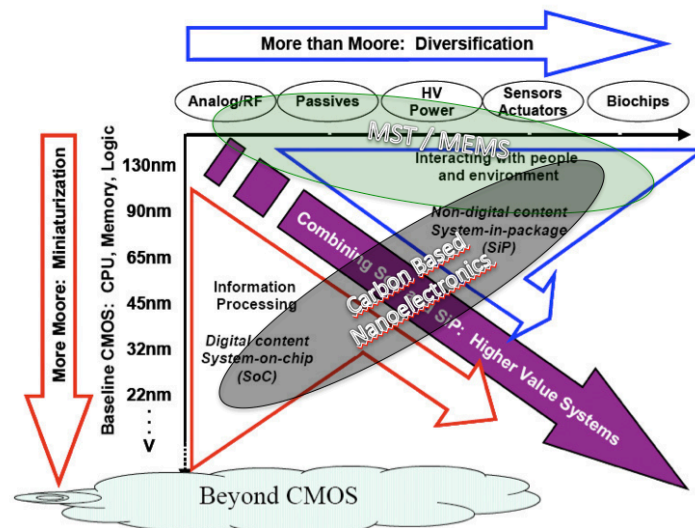 More than Moore: Diversification
Analog/RF
Passives
HV
Power
Sensors
Actuators
Biochips
MST / MEMS
Interacting with people
and environment
Non-digital content
System-in-package
(SiP)
More Moore: Miniaturization
Baseline CMOS: CPU, Memory, Logic
130nm
90nm
65nm
45nm
32nm
22nm
V
Combining S SiP: Higher Value Systems
Carbon Based
Nanoelectronics
Information
Processing
Digital content
System-on-chip
(SoC)
Beyond CMOS